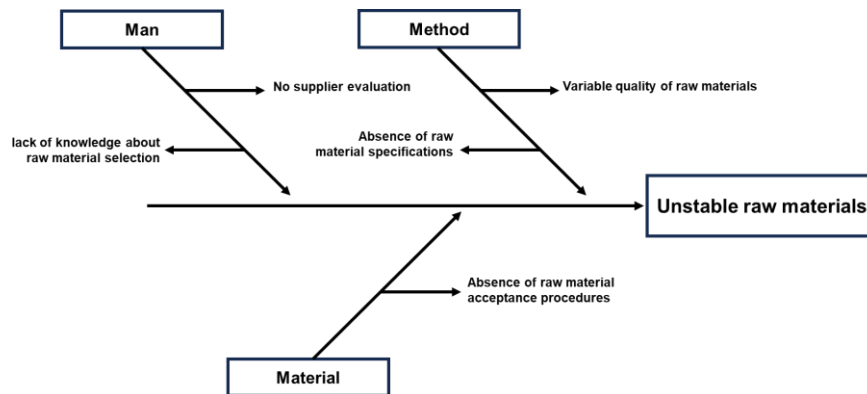 Man
Method
No supplier evaluation
Variable quality of raw materials
lack of knowledge about
raw material selection
Absence of raw
material specifications
Unstable raw materials
Absence of raw material
acceptance procedures
Material